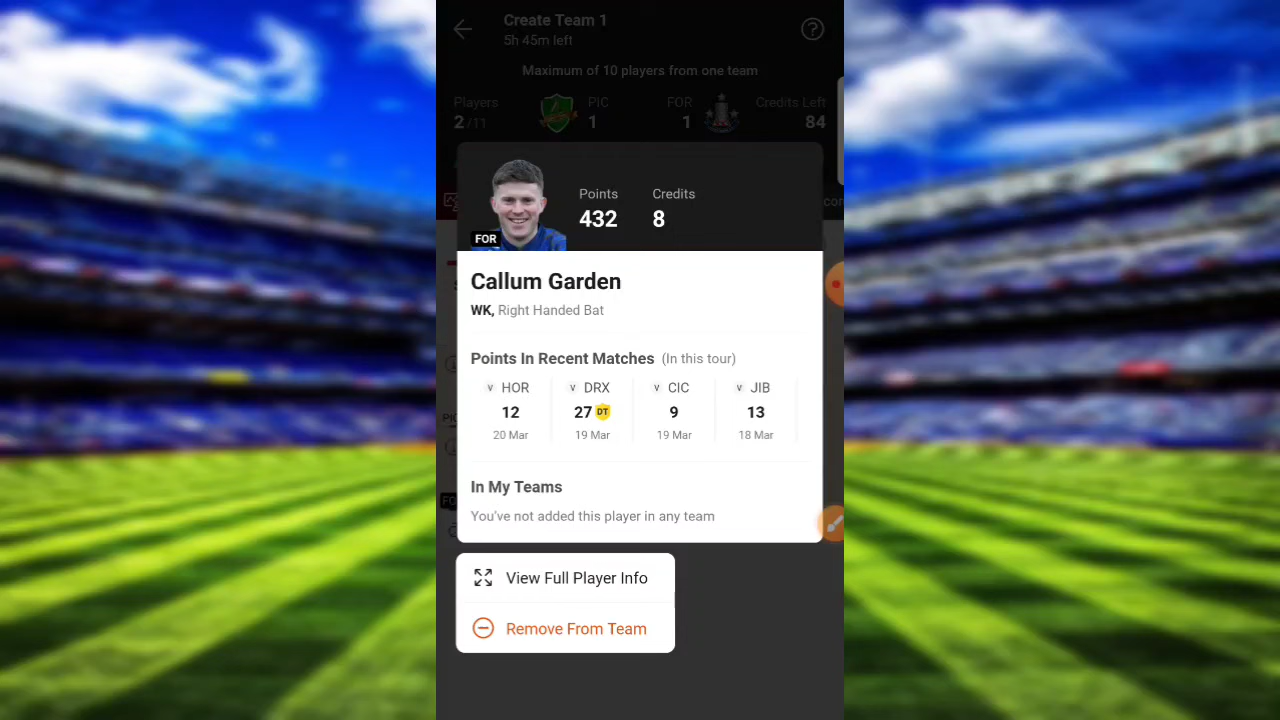 Create Team 1
5h 45m left
Maximum of 10 players from one team
Players PIC FOR Credits Left
2/11 1 1 84
Points Credits
432 8
FOR
Callum Garden
WK, Right Handed Bat
Points In Recent Matches (In this tour)
V HOR V DRX V CIC V JIB
12 27 DT 9 13
20 Mar 19 Mar 19 Mar 18 Mar
In My Teams
You've not added this player in any team
View Full Player Info
Remove From Team